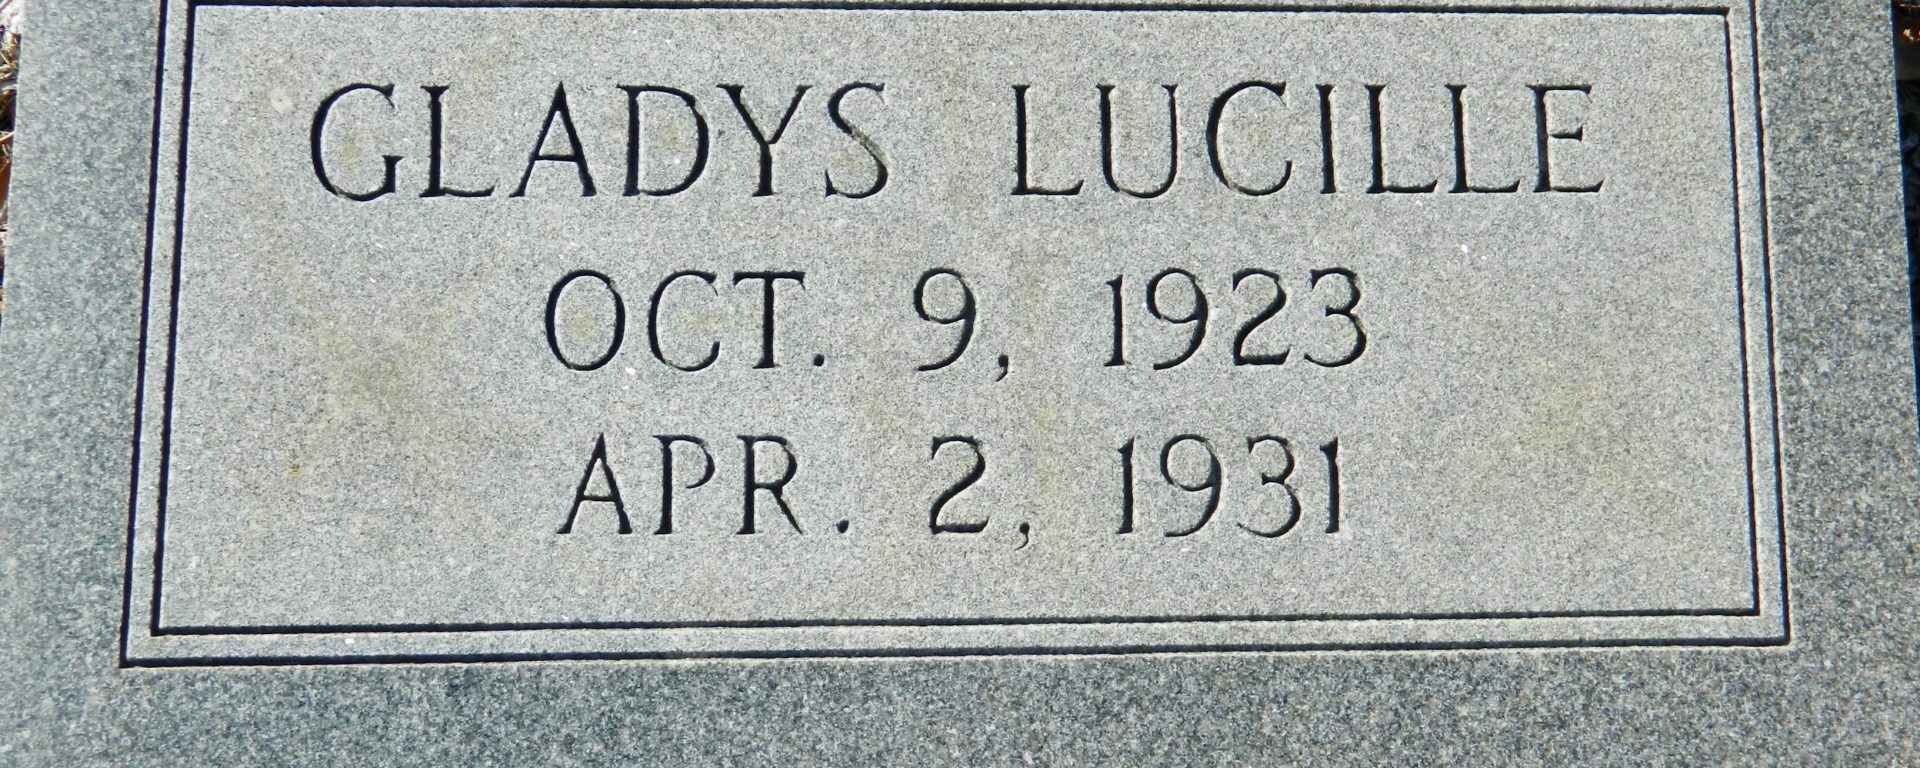 GLADYS LUCILLE
OCT. 9, 1923
APR. 2, 1931